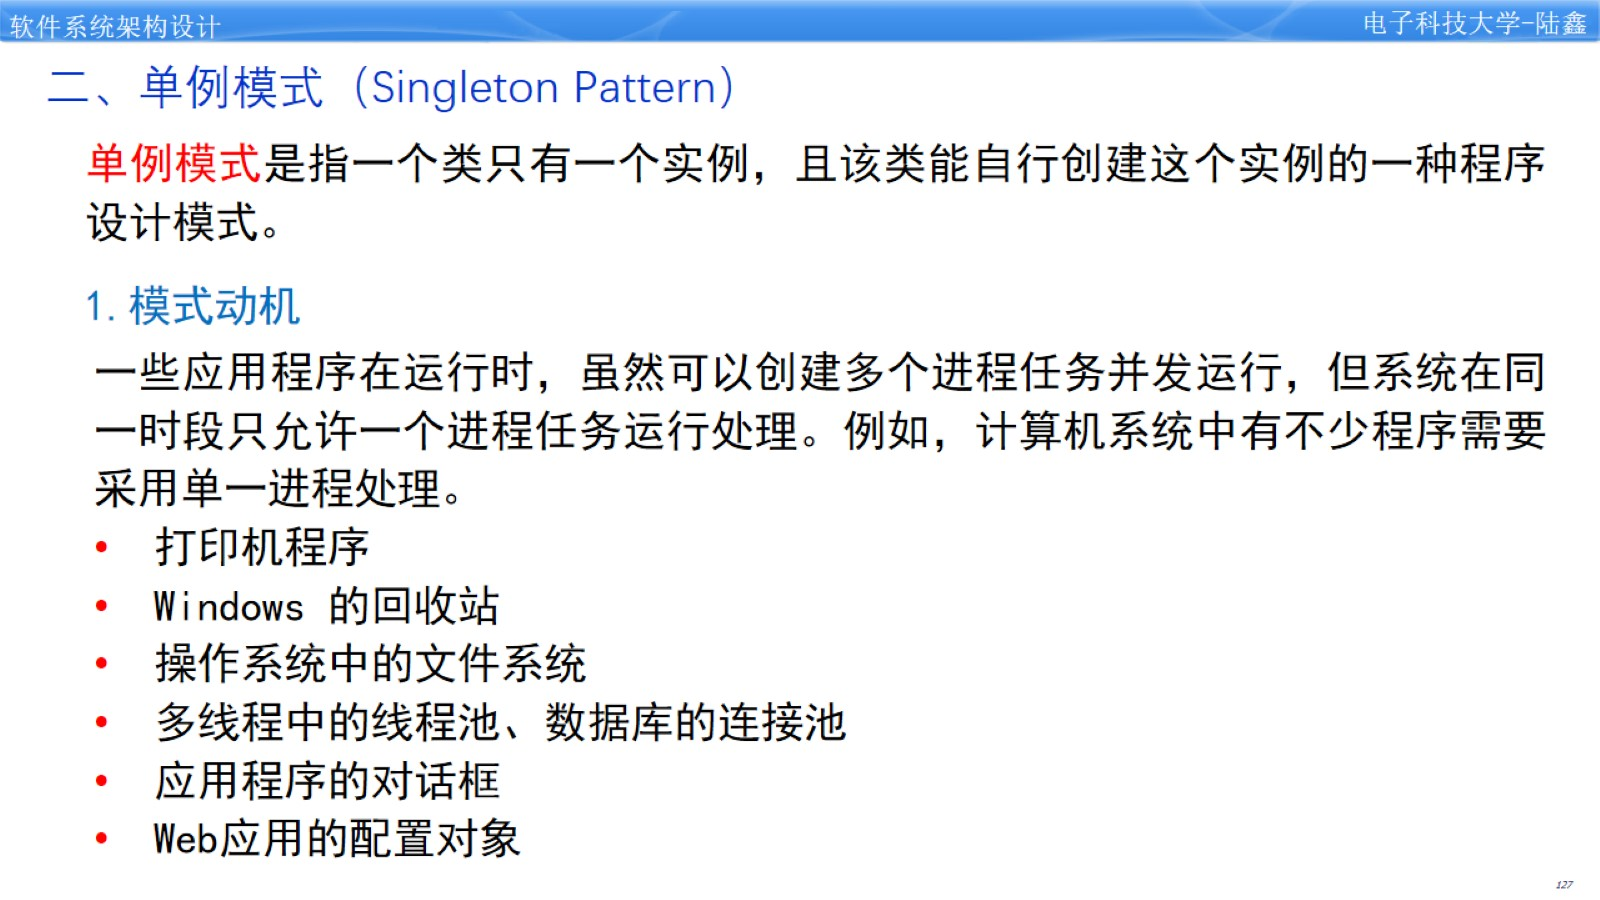 软件系统架构设计
电子科技大学-陆鑫
二、单例模式（Singleton Pattern）
单例模式是指一个类只有一个实例，且该类能自行创建这个实例的一种程序
设计模式。
1.模式动机
一些应用程序在运行时，虽然可以创建多个进程任务并发运行，但系统在同
一时段只允许一个进程任务运行处理。例如，计算机系统中有不少程序需要
采用单一进程处理。
• 打印机程序
• Windows 的回收站
• 操作系统中的文件系统
• 多线程中的线程池、数据库的连接池
• 应用程序的对话框
• Web应用的配置对象
127